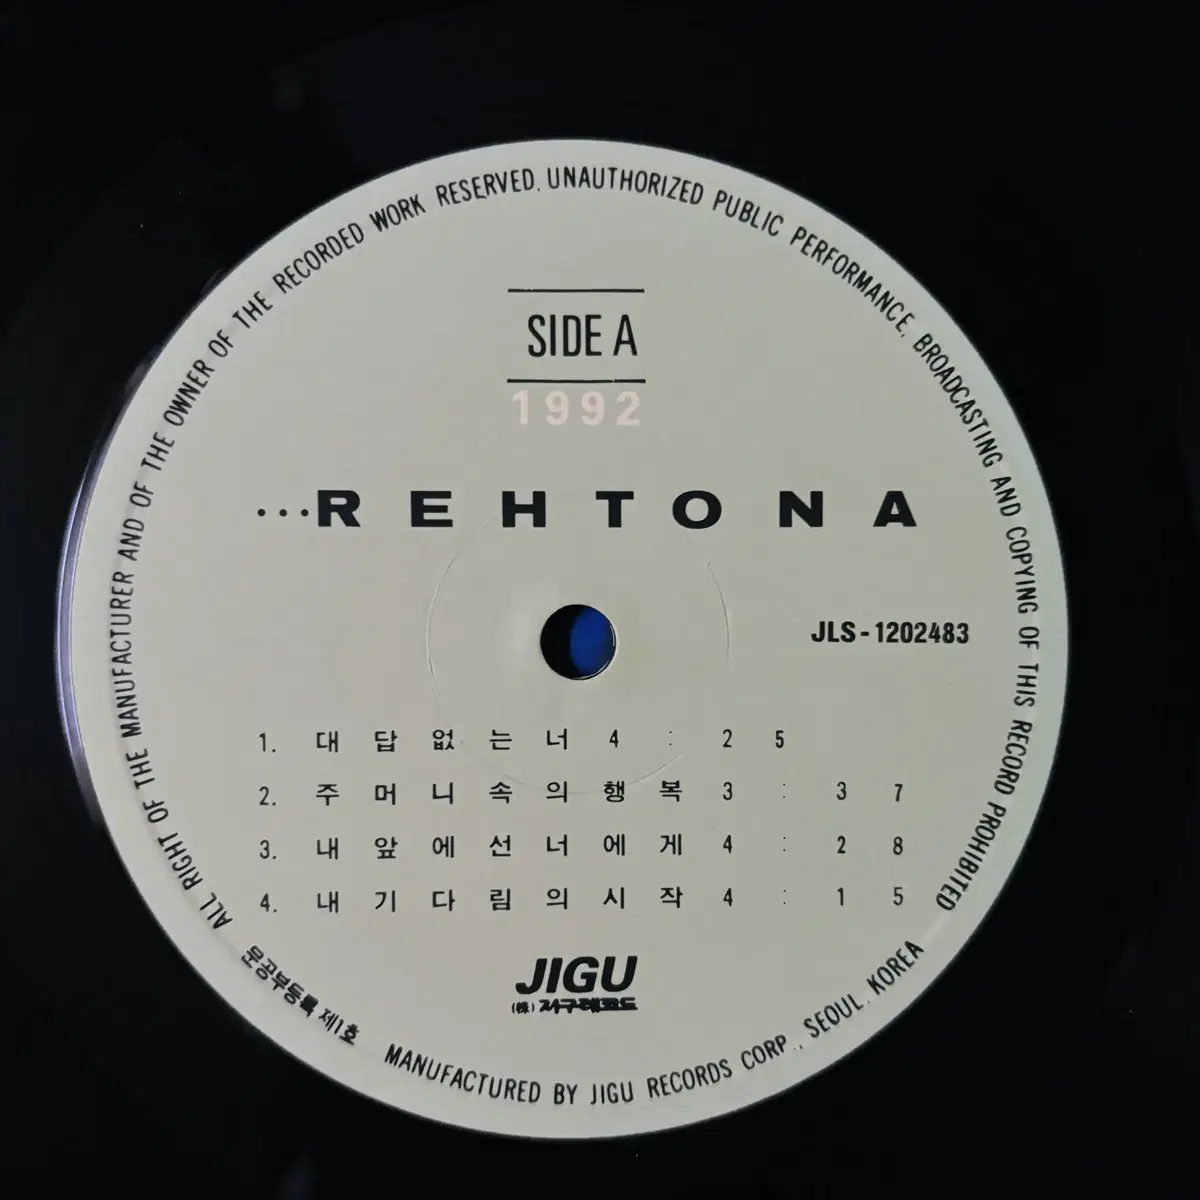 SIDE A
1992
...REHTONA
JLS-1202483
1. 대답없는너 4:25
2. 주머니속의행복 3:37
3. 내앞에선너에게 4:28
4. 내기다림의시작 4:15
JIGU
(株)지구레코드
ALL RIGHT OF THE MANUFACTURER AND OF THE OWNER OF THE RECORDED WORK RESERVED. UNAUTHORIZED PUBLIC PERFORMANCE, BROADCASTING AND COPYING OF THIS RECORD PROHIBITED
문공부등록 제1호 MANUFACTURED BY JIGU RECORDS CORP., SEOUL. KOREA